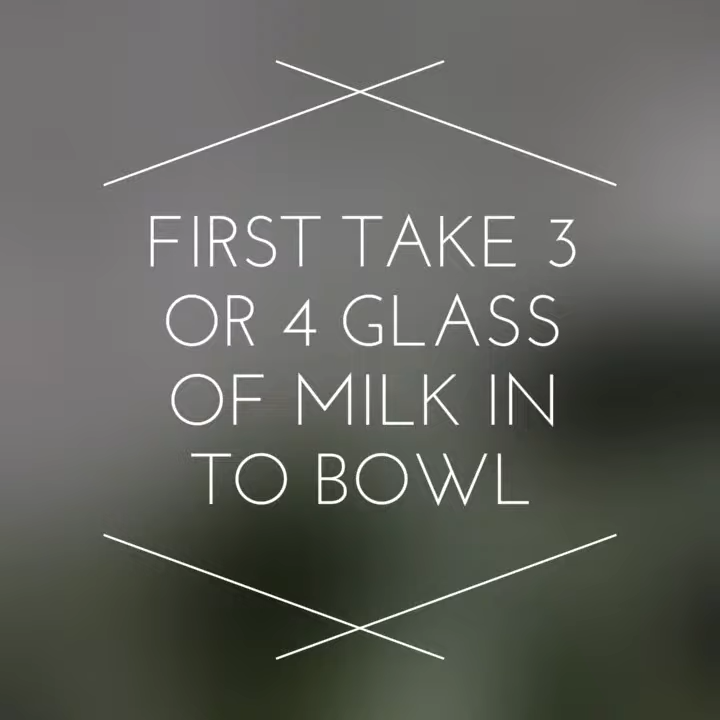 FIRST TAKE 3
OR 4 GLASS
OF MILK IN
TO BOWL